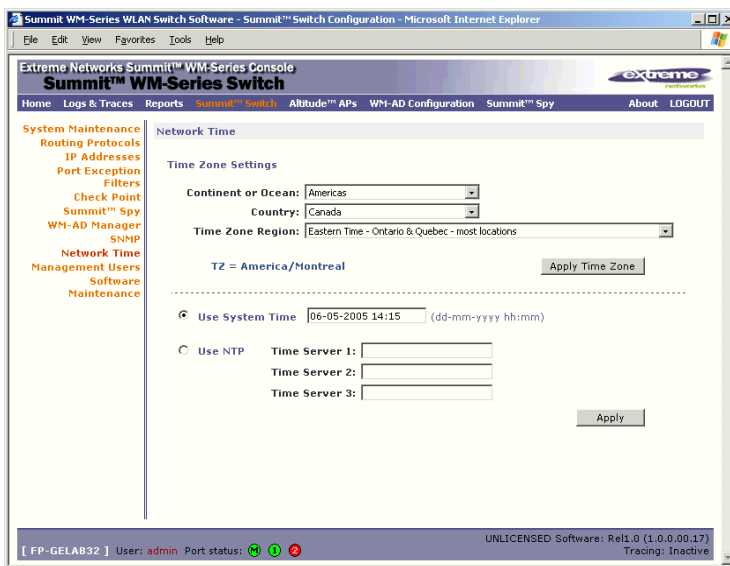 Summit WM-Series WLAN Switch Software - Summit™ Switch Configuration - Microsoft Internet Explorer
File Edit View Favorites Tools Help
Extreme Networks Summit™ WM-Series Console
Summit™ WM-Series Switch
extreme networks
Home Logs & Traces Reports Summit™ Switch Altitude™ APs WM-AD Configuration Summit™ Spy About LOGOUT
System Maintenance
Routing Protocols
IP Addresses
Port Exception
Filters
Check Point
Summit™ Spy
WM-AD Manager
SNMP
Network Time
Management Users
Software
Maintenance
Network Time
Time Zone Settings
Continent or Ocean: Americas
Country: Canada
Time Zone Region: Eastern Time - Ontario & Quebec - most locations
TZ = America/Montreal Apply Time Zone
Use System Time 06-05-2005 14:15 (dd-mm-yyyy hh:mm)
Use NTP Time Server 1:
Time Server 2:
Time Server 3:
Apply
UNLICENSED Software: Rel1.0 (1.0.0.00.17)
[ FP-GELAB32 ] User: admin Port status: M 1 2 Tracing: Inactive